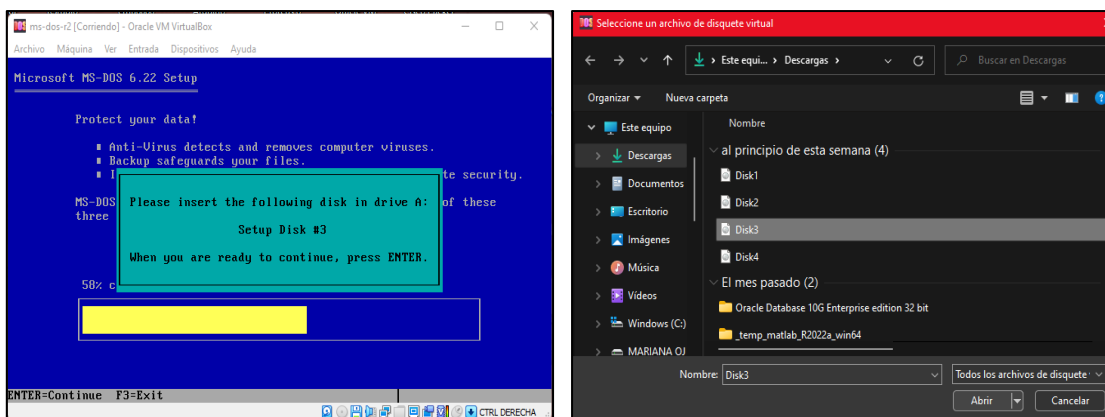 ms-dos-r2 [Corriendo] - Oracle VM VirtualBox
Archivo Máquina Ver Entrada Dispositivos Ayuda
Microsoft MS-DOS 6.22 Setup
Protect your data!
Anti-Virus detects and removes computer viruses.
Backup safeguards your files.
I te security.
MS-DOS of these
three
Please insert the following disk in drive A:
Setup Disk #3
When you are ready to continue, press ENTER.
58% c
ENTER=Continue F3=Exit
CTRL DERECHA
Seleccione un archivo de disquete virtual
Este equi... > Descargas >
Buscar en Descargas
Organizar Nueva carpeta
Este equipo
Descargas
Documentos
Escritorio
Imágenes
Música
Vídeos
Windows (C:)
MARIANA OJ
Nombre
al principio de esta semana (4)
Disk1
Disk2
Disk3
Disk4
El mes pasado (2)
Oracle Database 10G Enterprise edition 32 bit
_temp_matlab_R2022a_win64
Nombre: Disk3
Todos los archivos de disquete
Abrir Cancelar